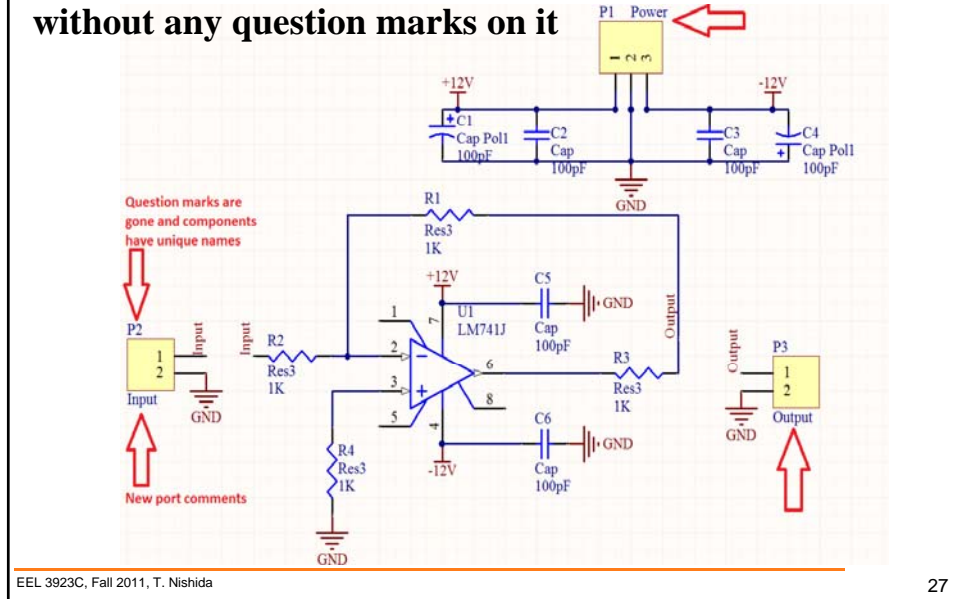 without any question marks on it
P1 Power
1 2 3
+12V
-12V
C1
Cap Pol1
100pF
C2
Cap
100pF
C3
Cap
100pF
C4
Cap Pol1
100pF
GND
Question marks are
gone and components
have unique names
R1
Res3
1K
+12V
C5
GND
Cap
100pF
U1
LM741J
1
7
2
3
6
5
4
8
P2
1
2
Input
Input
GND
Input
R2
Res3
1K
R3
Res3
1K
Output
Output
P3
1
2
Output
GND
R4
Res3
1K
GND
-12V
C6
GND
Cap
100pF
New port comments
EEL 3923C, Fall 2011, T. Nishida
27